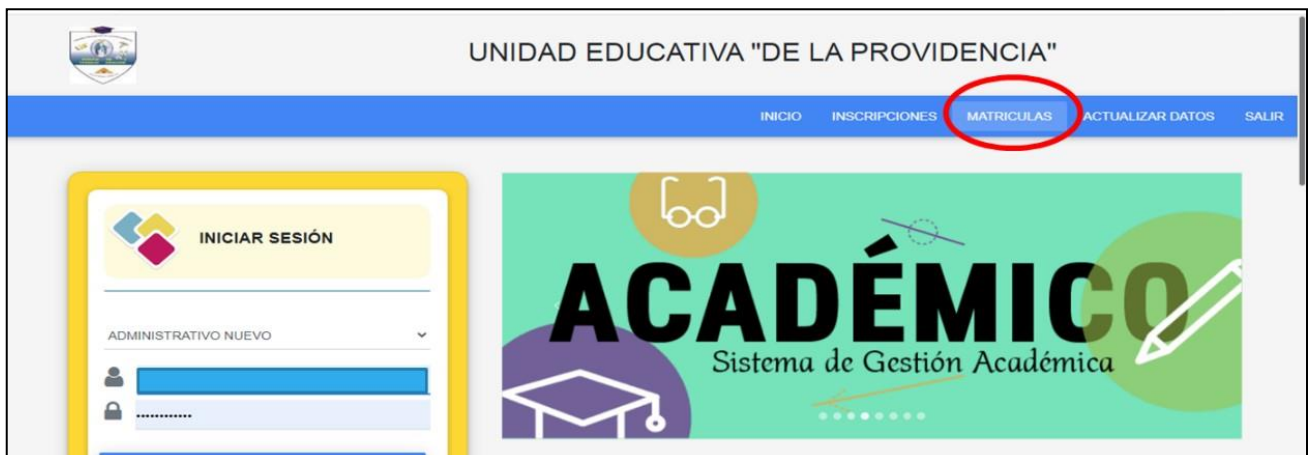 UNIDAD EDUCATIVA "DE LA PROVIDENCIA"
INICIO INSCRIPCIONES MATRICULAS ACTUALIZAR DATOS SALIR
INICIAR SESIÓN
ADMINISTRATIVO NUEVO
............
ACADÉMICO
Sistema de Gestión Académica